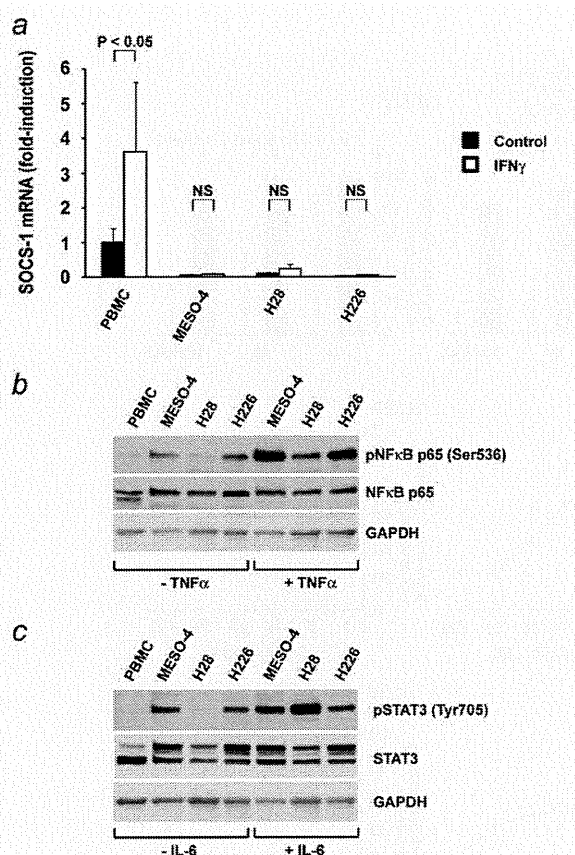 a
P < 0.05
SOCS-1 mRNA (fold-induction)
6
5
4
3
2
1
0
NS
NS
NS
Control
IFNγ
PBMC
MESO-4
H28
H226
b
PBMC
MESO-4
H28
H226
MESO-4
H28
H226
pNFκB p65 (Ser536)
NFκB p65
GAPDH
- TNFα
+ TNFα
c
PBMC
MESO-4
H28
H226
MESO-4
H28
H226
pSTAT3 (Tyr705)
STAT3
GAPDH
- IL-6
+ IL-6